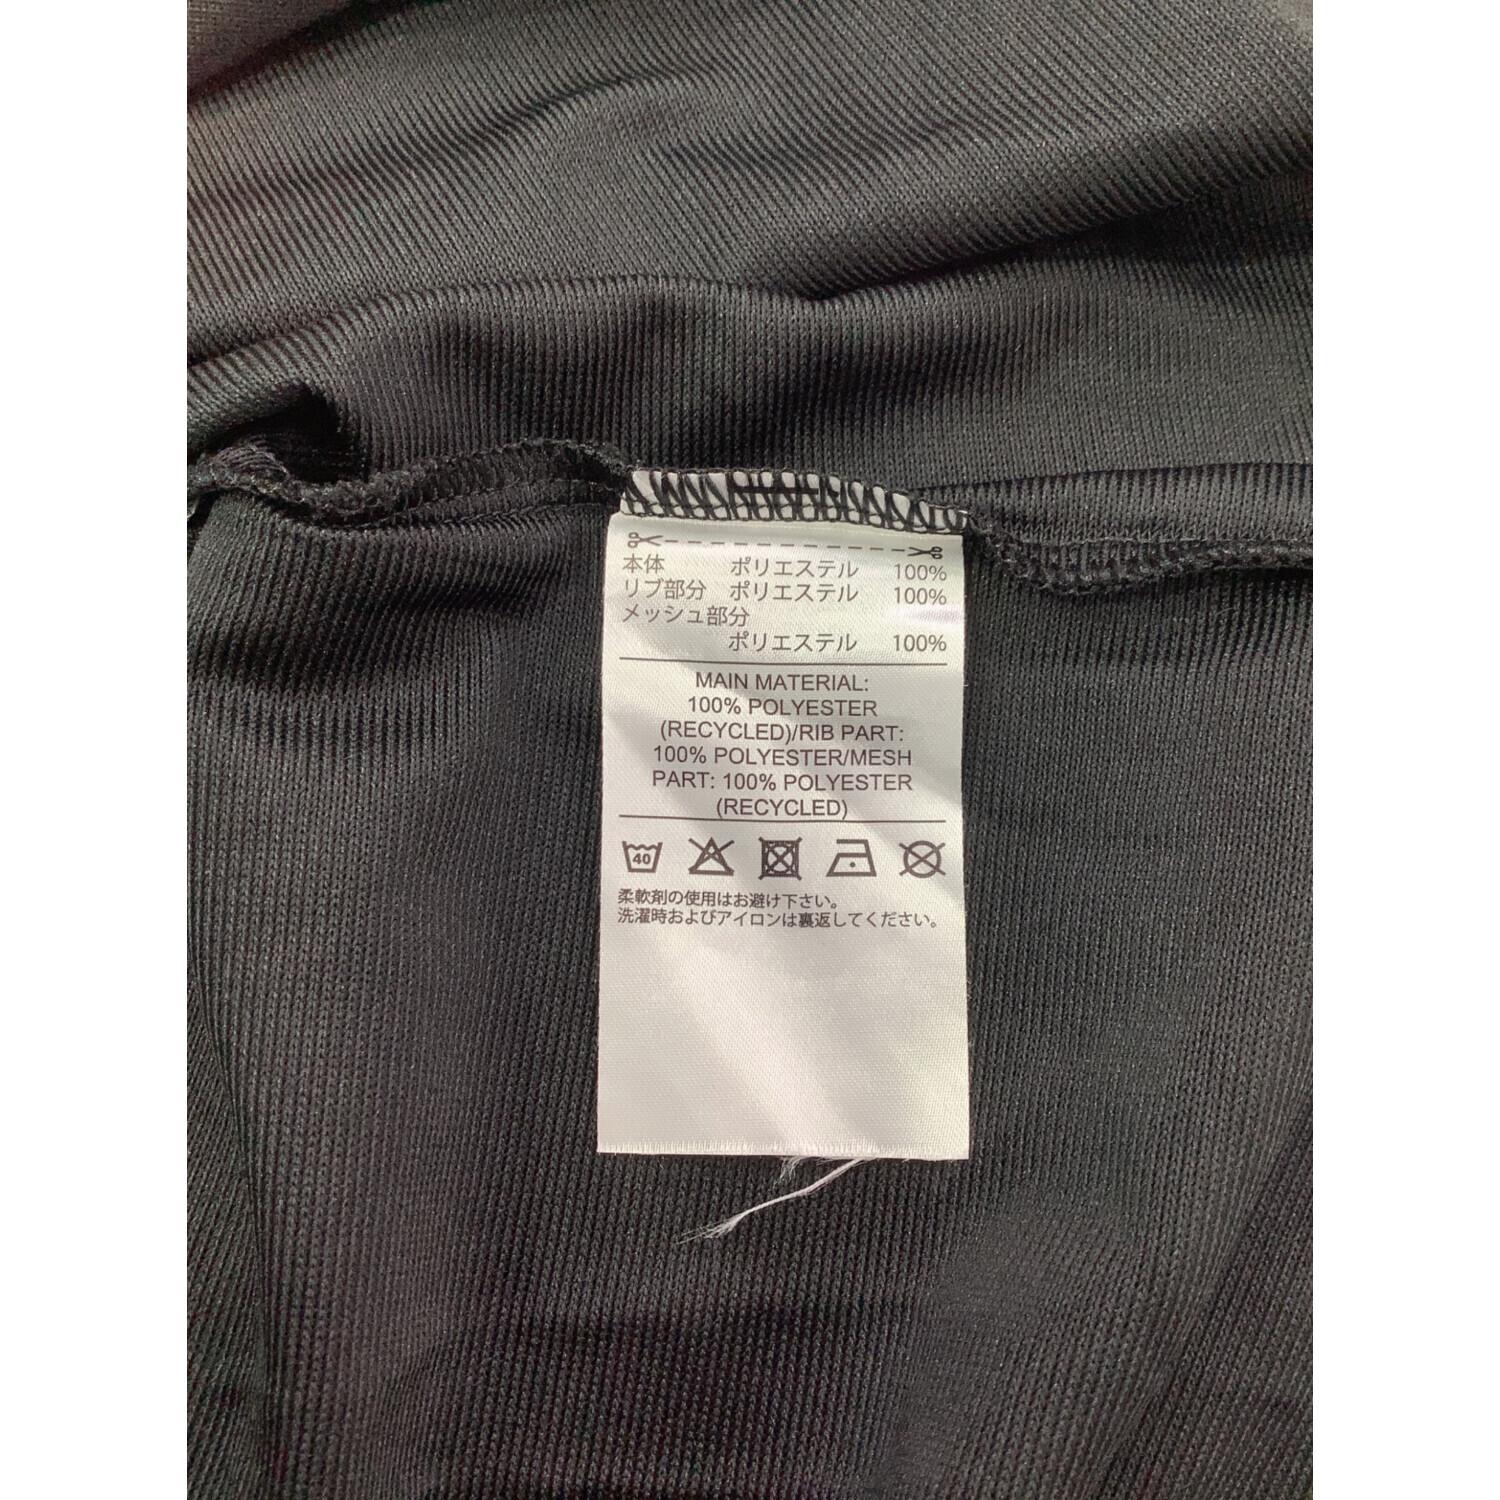 本体 ポリエステル 100%
リブ部分 ポリエステル 100%
メッシュ部分
ポリエステル 100%
MAIN MATERIAL:
100% POLYESTER
(RECYCLED)/RIB PART:
100% POLYESTER/MESH
PART: 100% POLYESTER
(RECYCLED)
40
柔軟剤の使用はお避け下さい。
洗濯時およびアイロンは裏返してください。